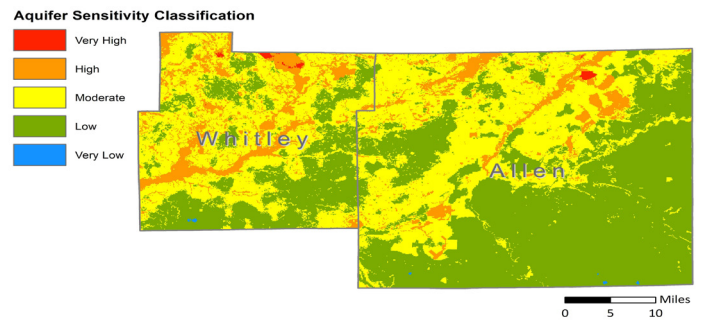 Aquifer Sensitivity Classification
Very High
High
Moderate
Low
Very Low
Whitley
Allen
Miles
0 5 10